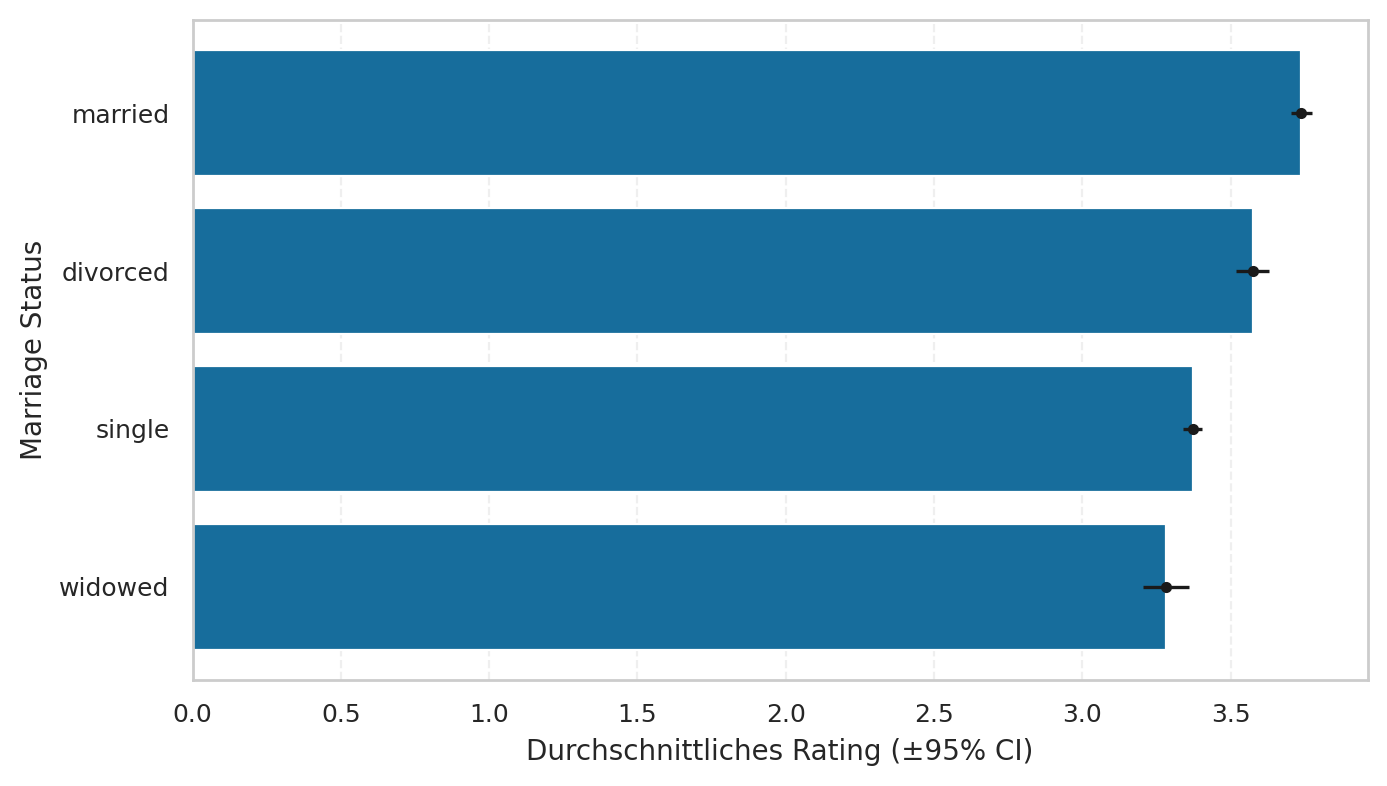 married
divorced
single
widowed
Marriage Status
0.0 0.5 1.0 1.5 2.0 2.5 3.0 3.5
Durchschnittliches Rating (±95% CI)